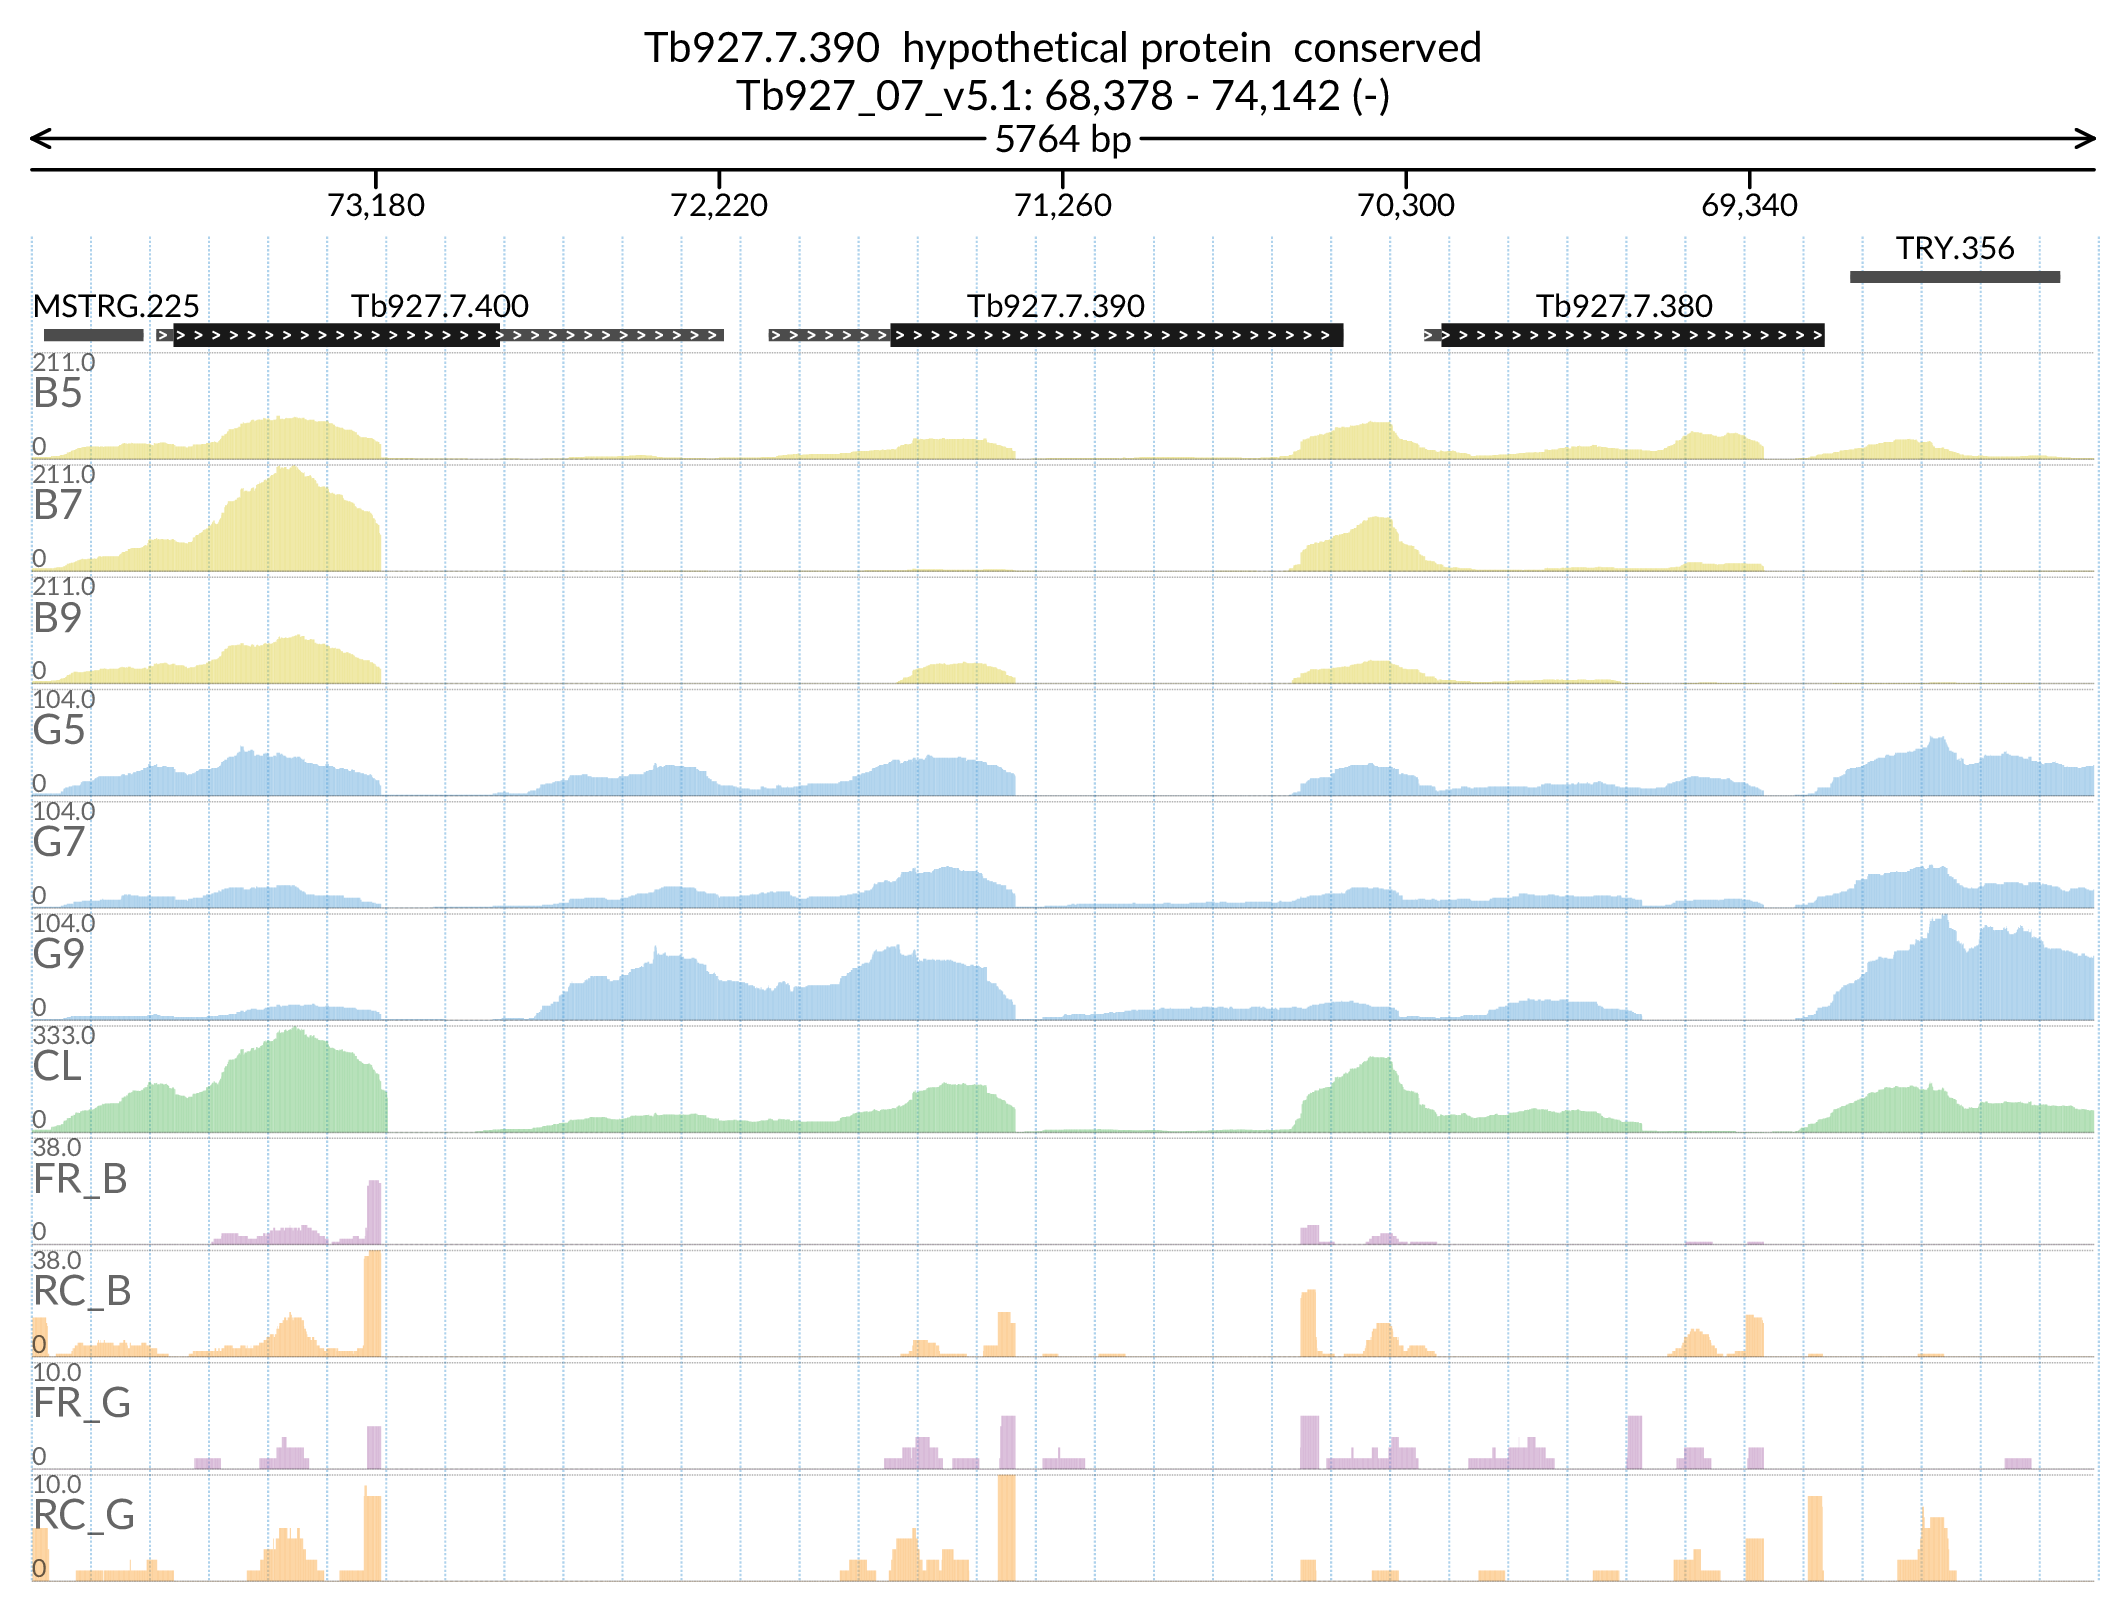 Tb927.7.390  hypothetical protein  conserved
Tb927_07_v5.1: 68,378 - 74,142 (-)
5764 bp
73,180 72,220 71,260 70,300 69,340
TRY.356
MSTRG.225 Tb927.7.400 Tb927.7.390 Tb927.7.380
211.0
B5
0
211.0
B7
0
211.0
B9
0
104.0
G5
0
104.0
G7
0
104.0
G9
0
333.0
CL
0
38.0
FR_B
0
38.0
RC_B
0
10.0
FR_G
0
10.0
RC_G
0